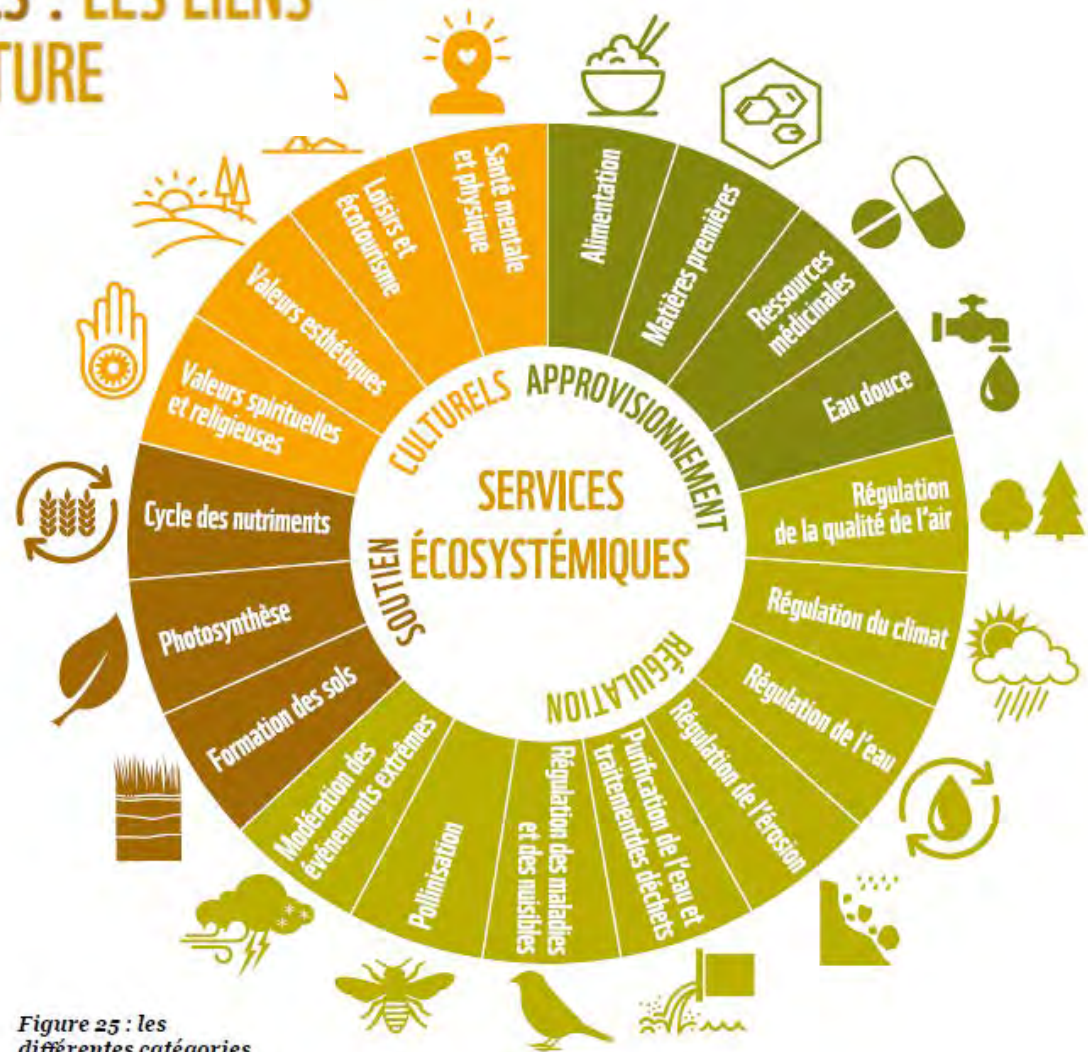 : LES LIENS
Santé mentale
et physique
Loisirs et
écotourisme
Valeurs esthétiques
Valeurs spirituelles
et religieuses
Cycle des nutriments
Photosynthèse
Formation des sols
Modération des
événements extrêmes
Pollinisation
Régulation des maladies
et des nuisibles
Purification de l'eau et
traitementdes déchets
Régulation de l'érosion
Régulation de l'eau
Régulation du climat
Régulation
de la qualité de l'air
Eau douce
Ressources
médicinales
Matières premières
Alimentation
CULTURELS
APPROVISIONNEMENT
SERVICES
ÉCOSYSTÉMIQUES
SOUTIEN
RÉGULATION
Figure 25 : les
différentes catégories